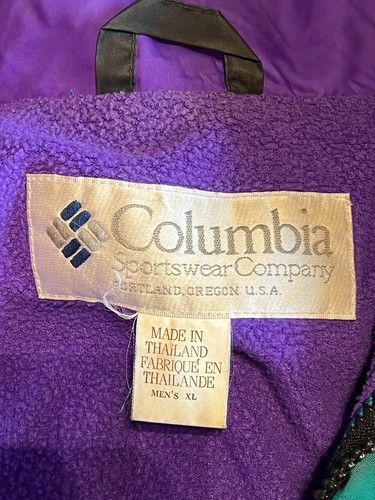 Columbia
Sportswear Company
PORTLAND, OREGON U.S.A.
MADE IN
THAILAND
FABRIQUÉ EN
THAILANDE
MEN'S XL